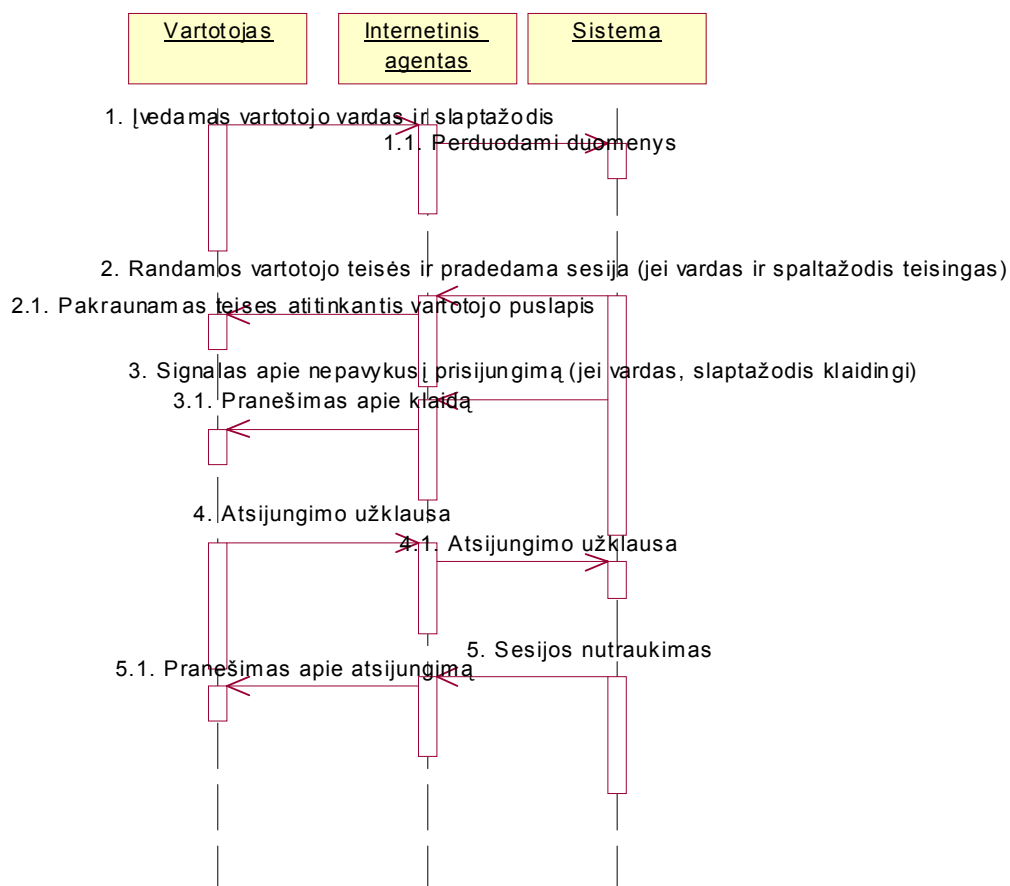 Vartotojas
Internetinis
agentas
Sistema
1. Įvedamas vartotojo vardas ir slaptažodis
1.1. Perduodami duomenys
2. Randamos vartotojo teisės ir pradedama sesija (jei vardas ir spaltažodis teisingas)
2.1. Pakraunamas teises atitinkantis vartotojo puslapis
3. Signalas apie nepavykusį prisijungimą (jei vardas, slaptažodis klaidingi)
3.1. Pranešimas apie klaidą
4. Atsijungimo užklausa
4.1. Atsijungimo užklausa
5. Sesijos nutraukimas
5.1. Pranešimas apie atsijungimą